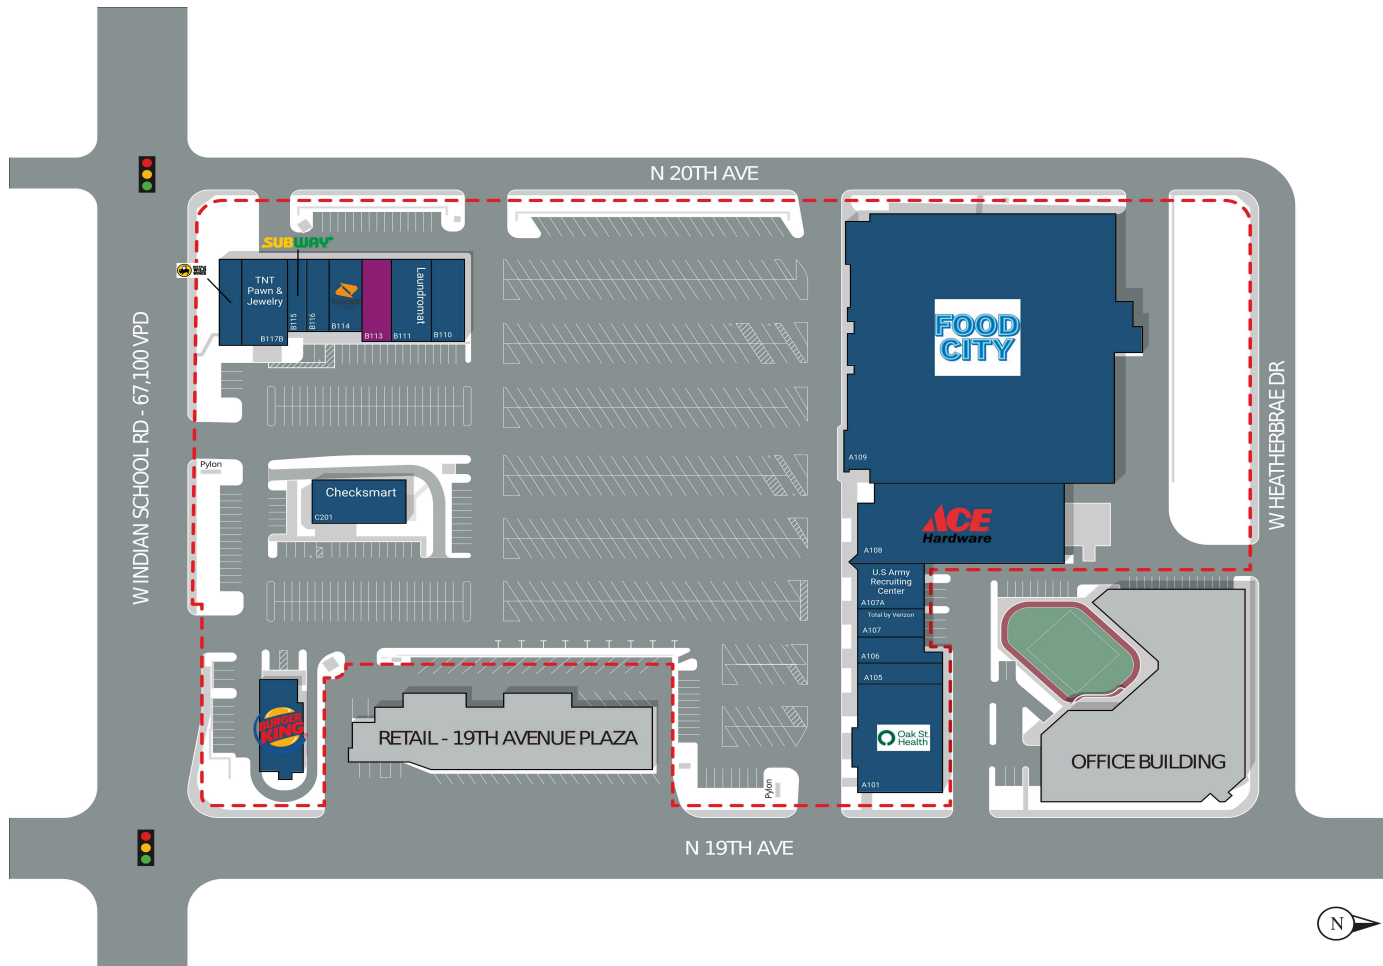 N 20TH AVE
SUBWAY
TNT
Pawn &
Jewelry
B117B
B115
B116
B114
B113
Laundromat
B111
B110
W INDIAN SCHOOL RD - 67,100 VPD
FOOD
CITY
A109
W HEATHERBRAE DR
Pylon
Checksmart
C201
ACE
Hardware
A108
U.S Army
Recruiting
Center
A107A
Total by Verizon
A107
A106
A105
BURGER
KING
RETAIL - 19TH AVENUE PLAZA
Oak St.
Health
A101
OFFICE BUILDING
Pylon
N 19TH AVE
N